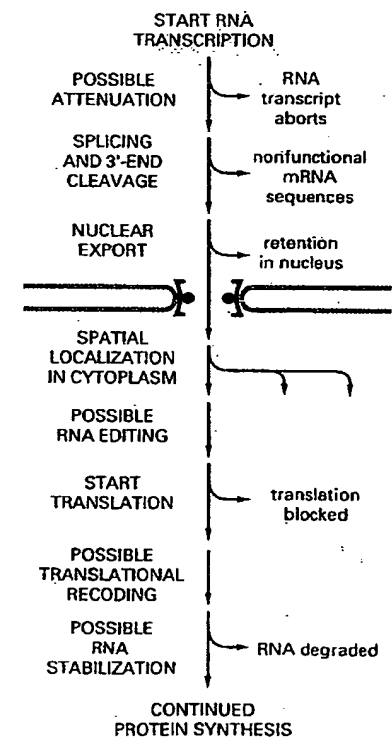 START RNA
TRANSCRIPTION
POSSIBLE
ATTENUATION
RNA
transcript
aborts
SPLICING
AND 3'-END
CLEAVAGE
nonfunctional
mRNA
sequences
NUCLEAR
EXPORT
retention
in nucleus
SPATIAL
LOCALIZATION
IN CYTOPLASM
POSSIBLE
RNA EDITING
START
TRANSLATION
translation
blocked
POSSIBLE
TRANSLATIONAL
RECODING
POSSIBLE
RNA
STABILIZATION
RNA degraded
CONTINUED
PROTEIN SYNTHESIS